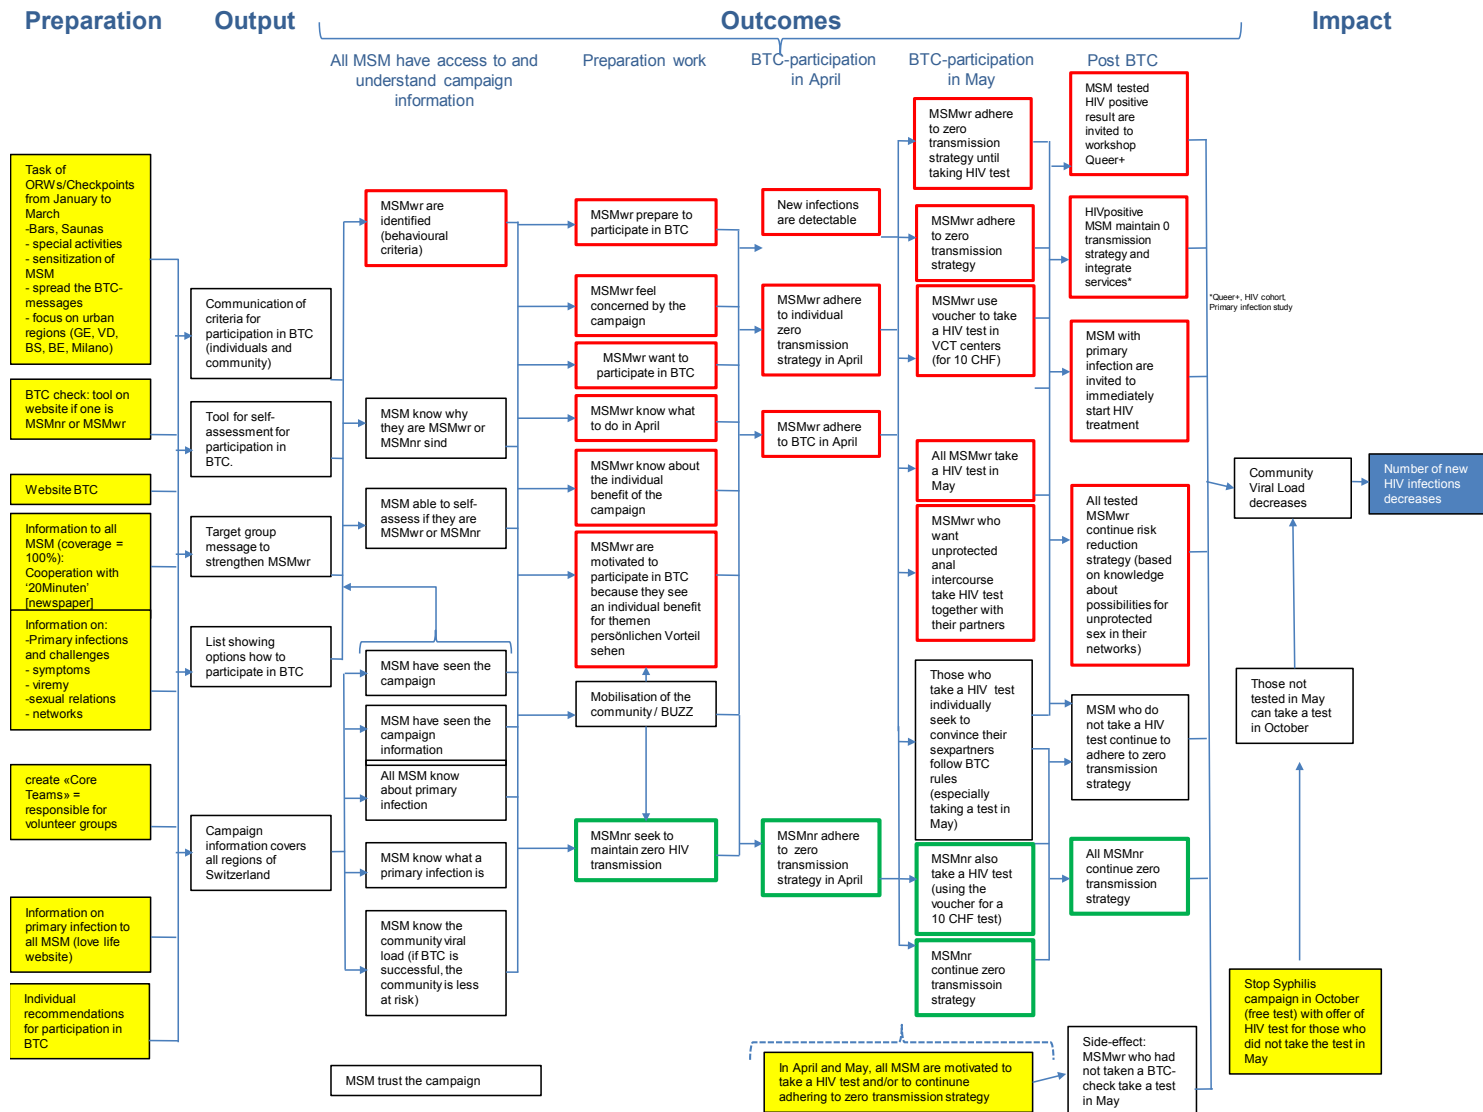 Preparation
Output
Outcomes
Impact
All MSM have access to and
understand campaign
information
Preparation work
BTC-participation
in April
BTC-participation
in May
Post BTC
Task of
ORWs/Checkpoints
from January to
March
-Bars, Saunas
- special activities
- sensitization of
MSM
- spread the BTC-
messages
- focus on urban
regions (GE, VD,
BS, BE, Milano)
BTC check: tool on
website if one is
MSMnr or MSMwr
Website BTC
Information to all
MSM (coverage =
100%):
Cooperation with
‘20Minuten’
[newspaper]
Information on:
-Primary infections
and challenges
- symptoms
- viremy
-sexual relations
- networks
create «Core
Teams» =
responsible for
volunteer groups
Information on
primary infection to
all MSM (love life
website)
Individual
recommendations
for participation in
BTC
Communication of
criteria for
participation in BTC
(individuals and
community)
Tool for self-
assessment for
participation in
BTC.
Target group
message to
strengthen MSMwr
List showing
options how to
participate in BTC
Campaign
information covers
all regions of
Switzerland
MSMwr are
identified
(behavioural
criteria)
MSM know why
they are MSMwr or
MSMnr sind
MSM able to self-
assess if they are
MSMwr or MSMnr
MSM have seen the
campaign
MSM have seen the
campaign
information
All MSM know
about primary
infection
MSM know what a
primary infection is
MSM know the
community viral
load (if BTC is
successful, the
community is less
at risk)
MSM trust the campaign
MSMwr prepare to
participate in BTC
MSMwr feel
concerned by the
campaign
MSMwr want to
participate in BTC
MSMwr know what
to do in April
MSMwr know about
the individual
benefit of the
campaign
MSMwr are
motivated to
participate in BTC
because they see
an individual benefit
for themen
persönlichen Vorteil
sehen
Mobilisation of the
community / BUZZ
MSMnr seek to
maintain zero HIV
transmission
New infections
are detectable
MSMwr adhere
to individual
zero
transmission
strategy in April
MSMwr adhere
to BTC in April
MSMnr adhere
to zero
transmission
strategy in April
MSMwr adhere
to zero
transmission
strategy until
taking HIV test
MSMwr adhere
to zero
transmission
strategy
MSMwr use
voucher to take
a HIV test in
VCT centers
(for 10 CHF)
All MSMwr take
a HIV test in
May
MSMwr who
want
unprotected
anal
intercourse
take HIV test
together with
their partners
Those who
take a HIV test
individually
seek to
convince their
sexpartners
follow BTC
rules
(especially
taking a test in
May)
MSMnr also
take a HIV test
(using the
voucher for a
10 CHF test)
MSMnr
continue zero
transmissoin
strategy
In April and May, all MSM are motivated to
take a HIV test and/or to continune
adhering to zero transmission strategy
MSM tested
HIV positive
result are
invited to
workshop
Queer+
HIVpositive
MSM maintain 0
transmission
strategy and
integrate
services*
MSM with
primary
infection are
invited to
immediately
start HIV
treatment
All tested
MSMwr
continue risk
reduction
strategy (based
on knowledge
about
possibilities for
unprotected
sex in their
networks)
MSM who do
not take a HIV
test continue to
adhere to zero
transmission
strategy
All MSMnr
continue zero
transmission
strategy
Side-effect:
MSMwr who had
not taken a BTC-
check take a test
in May
*Queer+, HIV cohort,
Primary infection study
Community
Viral Load
decreases
Number of new
HIV infections
decreases
Those not
tested in May
can take a test
in October
Stop Syphilis
campaign in October
(free test) with offer of
HIV test for those who
did not take the test in
May